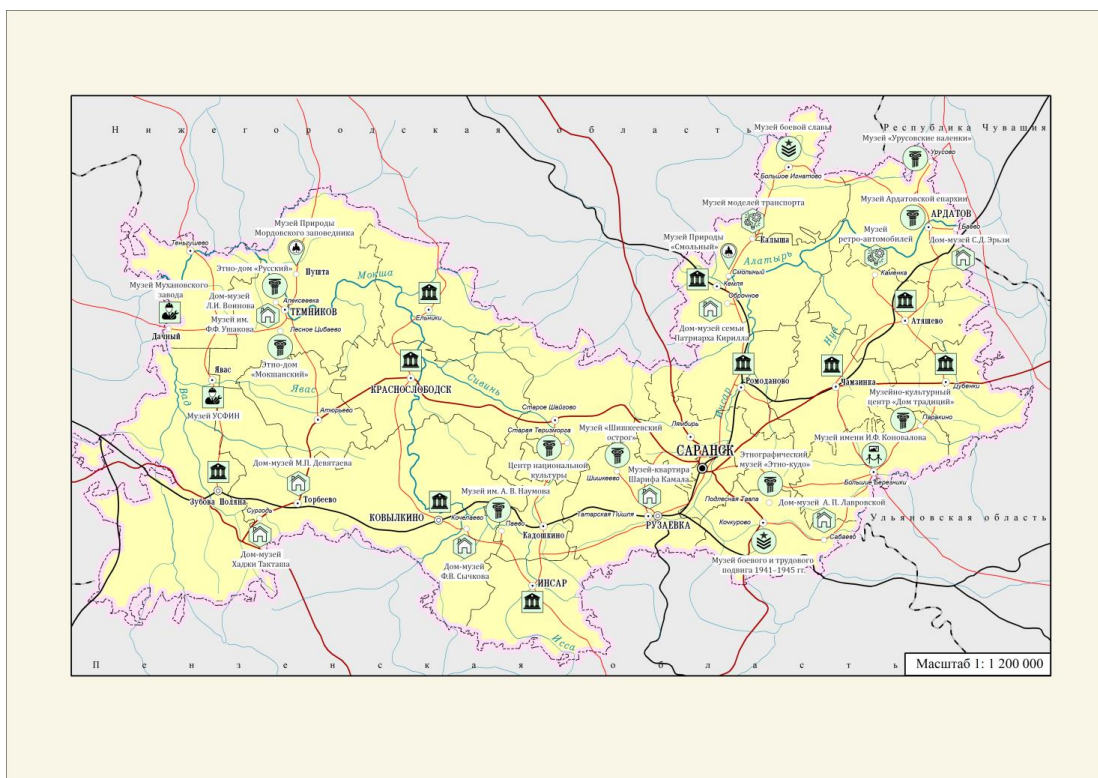 Нижегородская область
Республика Чувашия
Музей боевой славы
Музей «Урусовские валенки»
Урусово
Большое Игнатово
Музей моделей транспорта
Музей Ардатовской епархии
АРДАТОВ
Баево
Музей Природы
Мордовского заповедника
Музей
ретро-автомобилей
Дом-музей С.Д. Эрьзи
Теньгушево
Музей Природы
«Смольный»
Калыша
Алатырь
Этно-дом «Русский»
Пушта
Мокша
Смольный
Каменка
Музей Мухановского
завода
Дом-музей
Л.И. Воинова
Алексеевка
Кемля
Оброчное
Музей им.
Ф.Ф. Ушакова
ТЕМНИКОВ
Ельники
Дом-музей семьи
Патриарха Кирилла
Атяшево
Дачный
Лесное Цибаево
Нуя
Этно-дом
«Мокшанский»
Явас
Явас
Вад
КРАСНОСЛОБОДСК
Сивинь
Инсар
Ромоданово
Чамзинка
Дубенки
Музей УСФИН
Атюрьево
Старое Шайгово
Музейно-культурный
центр «Дом традиций»
Паракино
Старая Теризморга
Музей «Шишкеевский
острог»
Лямбирь
САРАНСК
Музей имени И.Ф. Коновалова
Центр национальной
культуры
Шишкеево
Этнографический
музей «Этно-кудо»
Дом-музей М.П. Девятаева
Музей-квартира
Шарифа Камала
Большие Березники
Зубова Поляна
Торбеево
Музей им. А. В. Наумова
Подлесная Тавла
Дом-музей А. П. Лавровской
Сургодь
КОВЫЛКИНО
Кочелаево
Паево
Татарская Пишля
РУЗАЕВКА
Ульяновская область
Кадошкино
Кочкурово
Сабаево
Дом-музей
Хаджи Такташа
Дом-музей
Ф.В. Сычкова
Музей боевого и трудового
подвига 1941–1945 гг.
ИНСАР
Исса
Пензенская область
Масштаб 1: 1 200 000